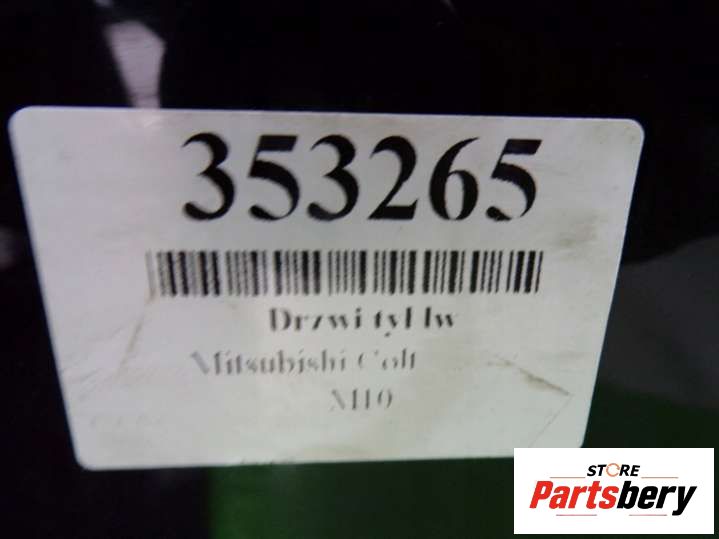 353265
Drzwi tył lw
Mitsubishi Colt
M10
STORE
Partsbery